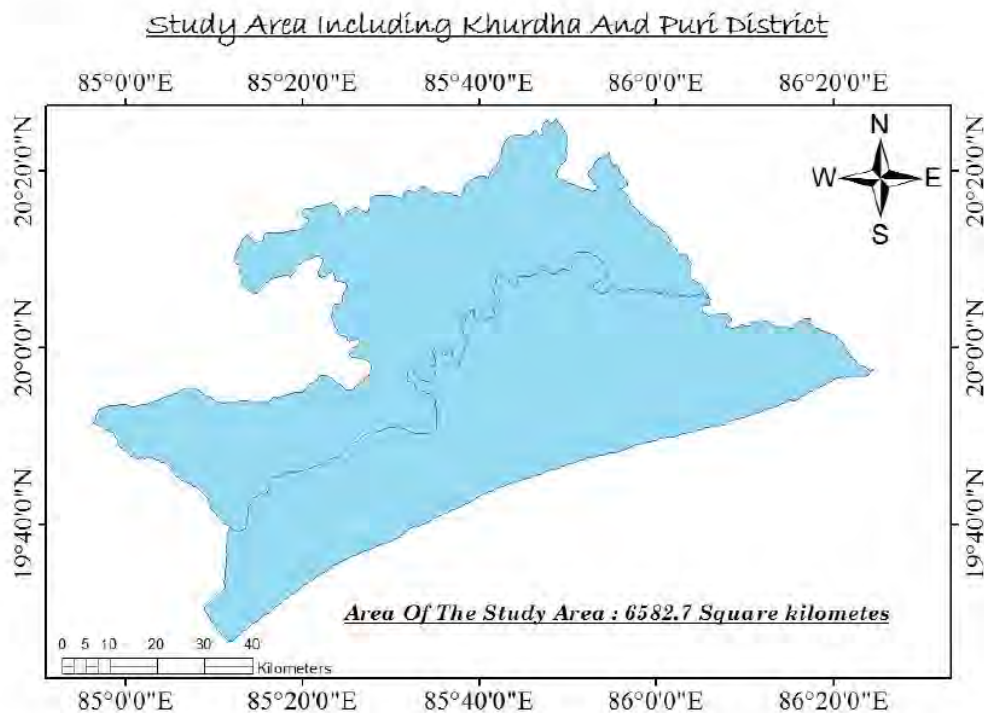 Study Area Including Khurdha And Puri District
85°0'0"E 85°20'0"E 85°40'0"E 86°0'0"E 86°20'0"E
N
W E
S
20°20'0"N 20°20'0"N
20°0'0"N 20°0'0"N
19°40'0"N 19°40'0"N
Area Of The Study Area : 6582.7 Square kilometes
0 5 10 20 30 40
Kilometers
85°0'0"E 85°20'0"E 85°40'0"E 86°0'0"E 86°20'0"E